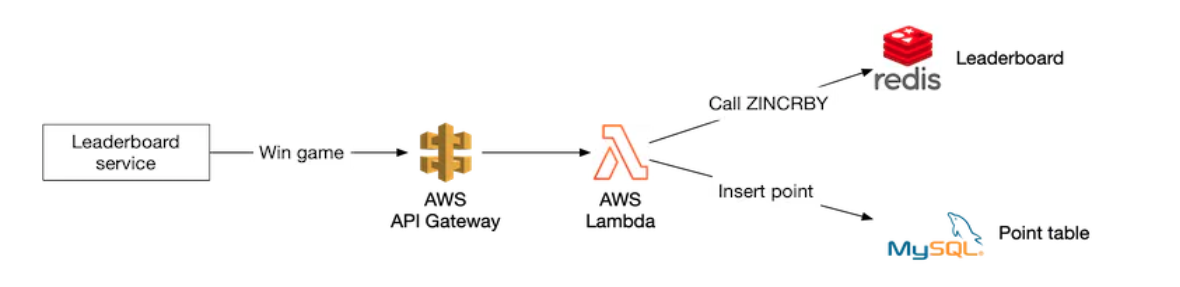 redis
Leaderboard
Call ZINCRBY
Leaderboard
service
Win game
AWS
API Gateway
AWS
Lambda
Insert point
MySQL
Point table